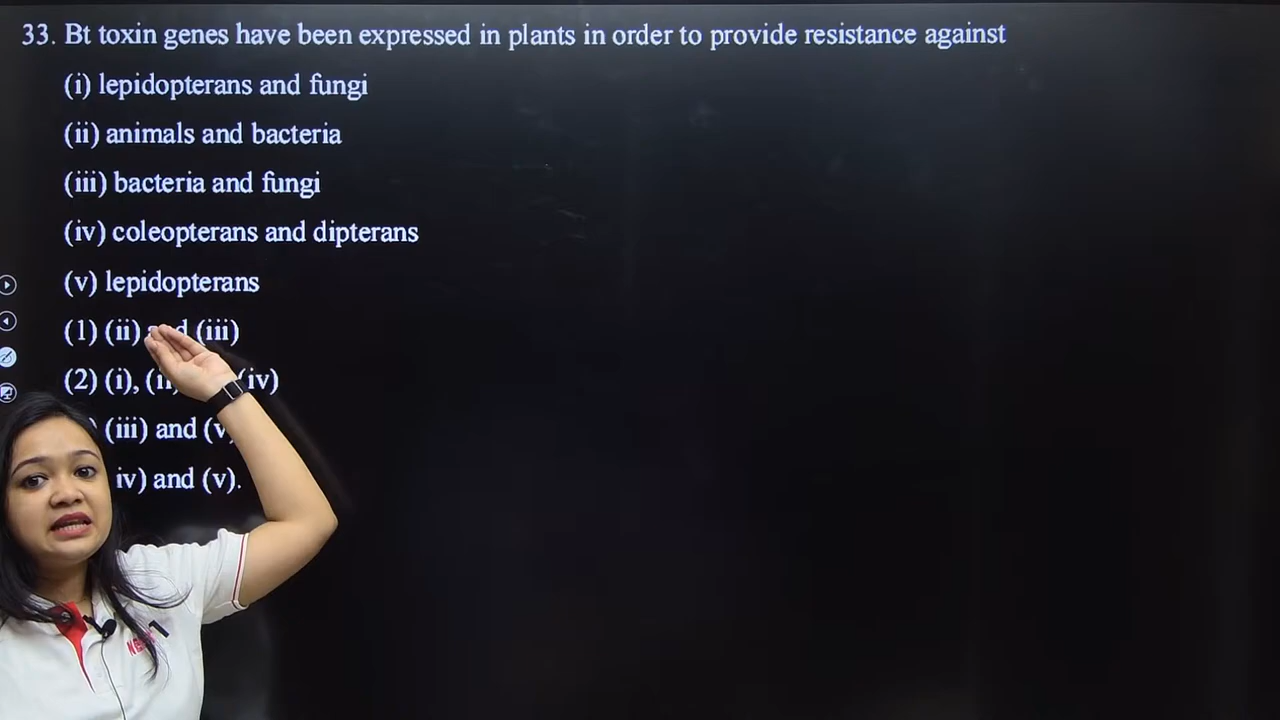 33. Bt toxin genes have been expressed in plants in order to provide resistance against
(i) lepidopterans and fungi
(ii) animals and bacteria
(iii) bacteria and fungi
(iv) coleopterans and dipterans
(v) lepidopterans
(1) (ii) and (iii)
(2) (i), (iv)
(iii) and
iv) and (v).